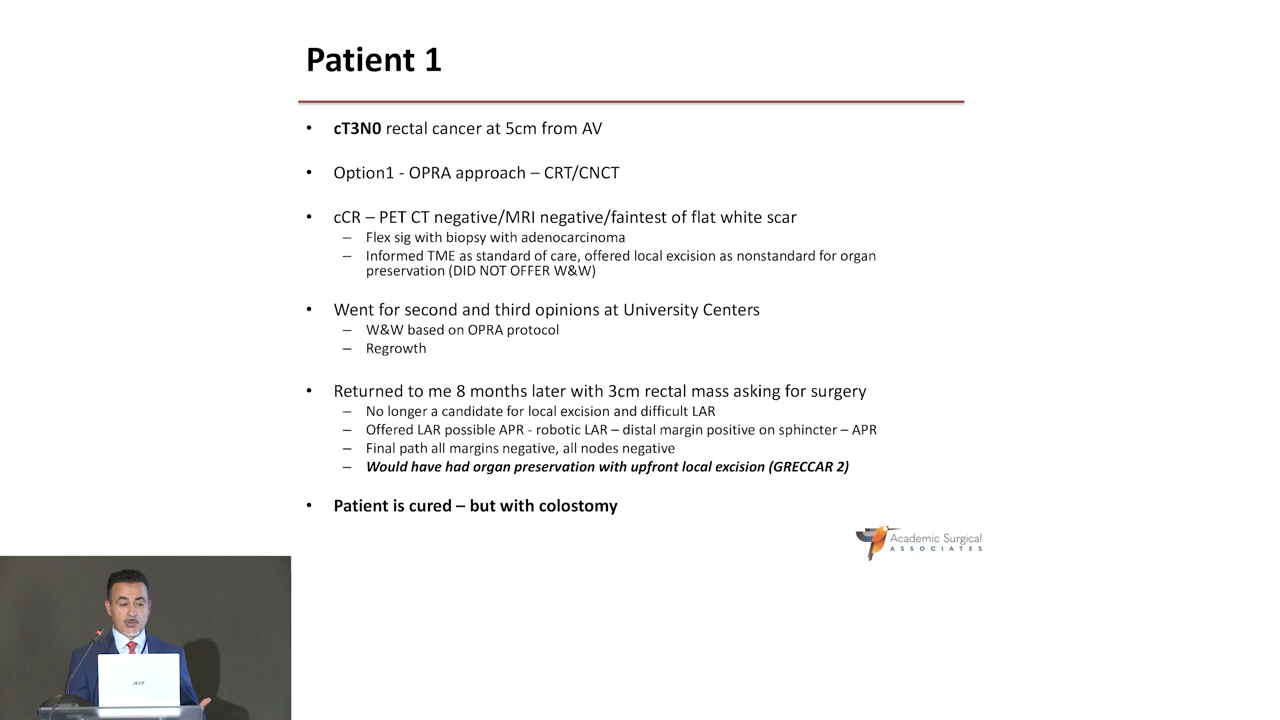 Patient 1
• cT3N0 rectal cancer at 5cm from AV
• Option1 - OPRA approach – CRT/CNCT
• cCR – PET CT negative/MRI negative/faintest of flat white scar
– Flex sig with biopsy with adenocarcinoma
– Informed TME as standard of care, offered local excision as nonstandard for organ
preservation (DID NOT OFFER W&W)
• Went for second and third opinions at University Centers
– W&W based on OPRA protocol
– Regrowth
• Returned to me 8 months later with 3cm rectal mass asking for surgery
– No longer a candidate for local excision and difficult LAR
– Offered LAR possible APR - robotic LAR – distal margin positive on sphincter – APR
– Final path all margins negative, all nodes negative
– Would have had organ preservation with upfront local excision (GRECCAR 2)
• Patient is cured – but with colostomy
Academic Surgical
ASSOCIATES
acer